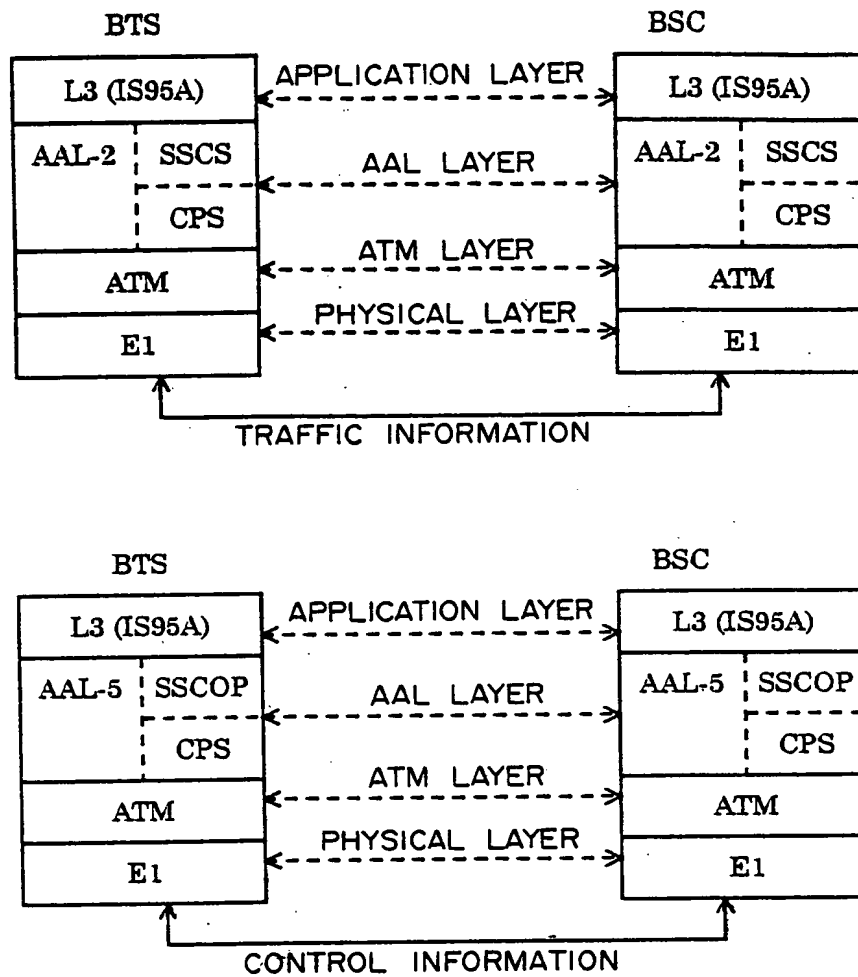 BTS
BSC
L3 (IS95A)
APPLICATION LAYER
L3 (IS95A)
AAL-2
SSCS
AAL LAYER
AAL-2
SSCS
CPS
CPS
ATM LAYER
ATM
ATM
PHYSICAL LAYER
E1
E1
TRAFFIC INFORMATION
BTS
BSC
L3 (IS95A)
APPLICATION LAYER
L3 (IS95A)
AAL-5
SSCOP
AAL LAYER
AAL-5
SSCOP
CPS
CPS
ATM LAYER
ATM
ATM
PHYSICAL LAYER
E1
E1
CONTROL INFORMATION